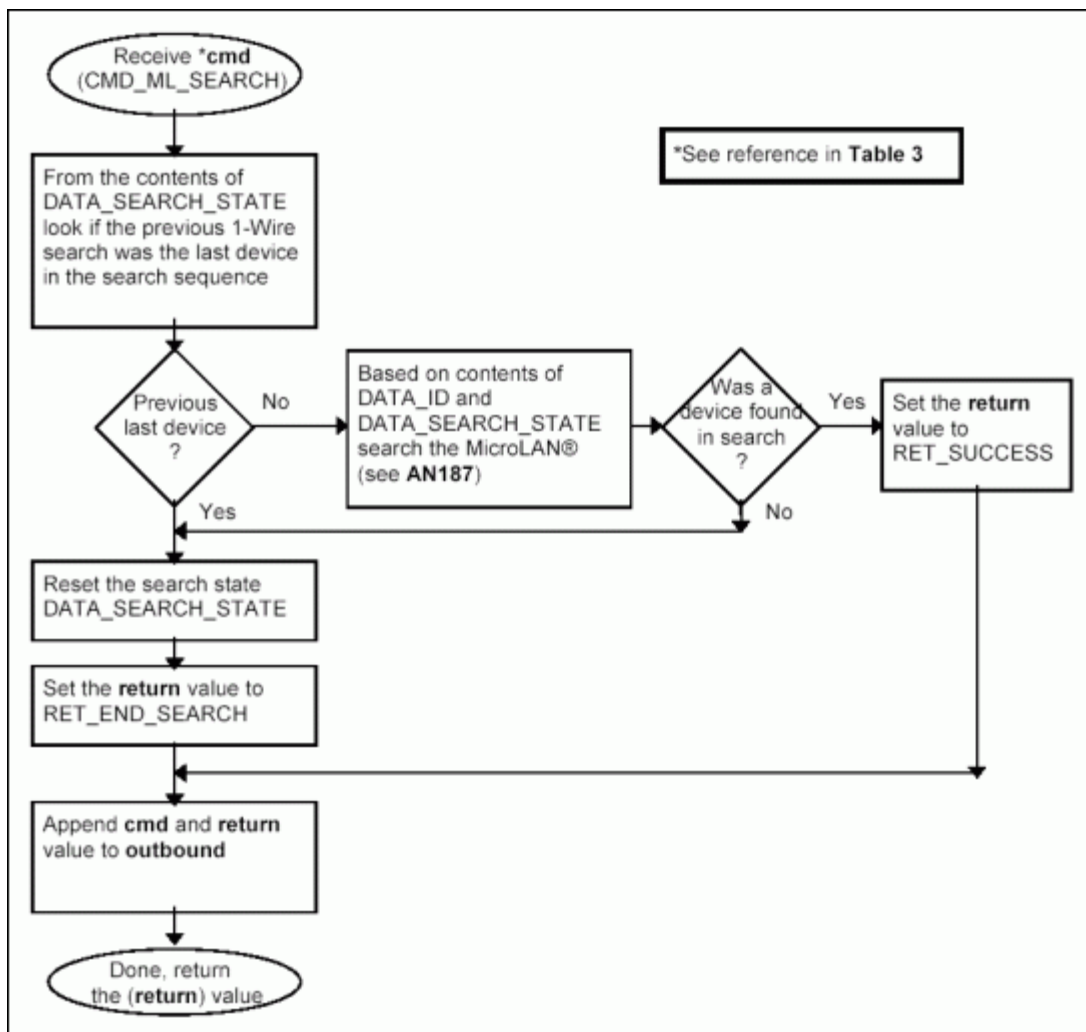 Receive *cmd
(CMD_ML_SEARCH)
*See reference in Table 3
From the contents of
DATA_SEARCH_STATE
look if the previous 1-Wire
search was the last device
in the search sequence
Previous
last device
?
No
Based on contents of
DATA_ID and
DATA_SEARCH_STATE
search the MicroLAN®
(see AN187)
Was a
device found
in search
?
Yes
Set the return
value to
RET_SUCCESS
Yes
No
Reset the search state
DATA_SEARCH_STATE
Set the return value to
RET_END_SEARCH
Append cmd and return
value to outbound
Done, return
the (return) value